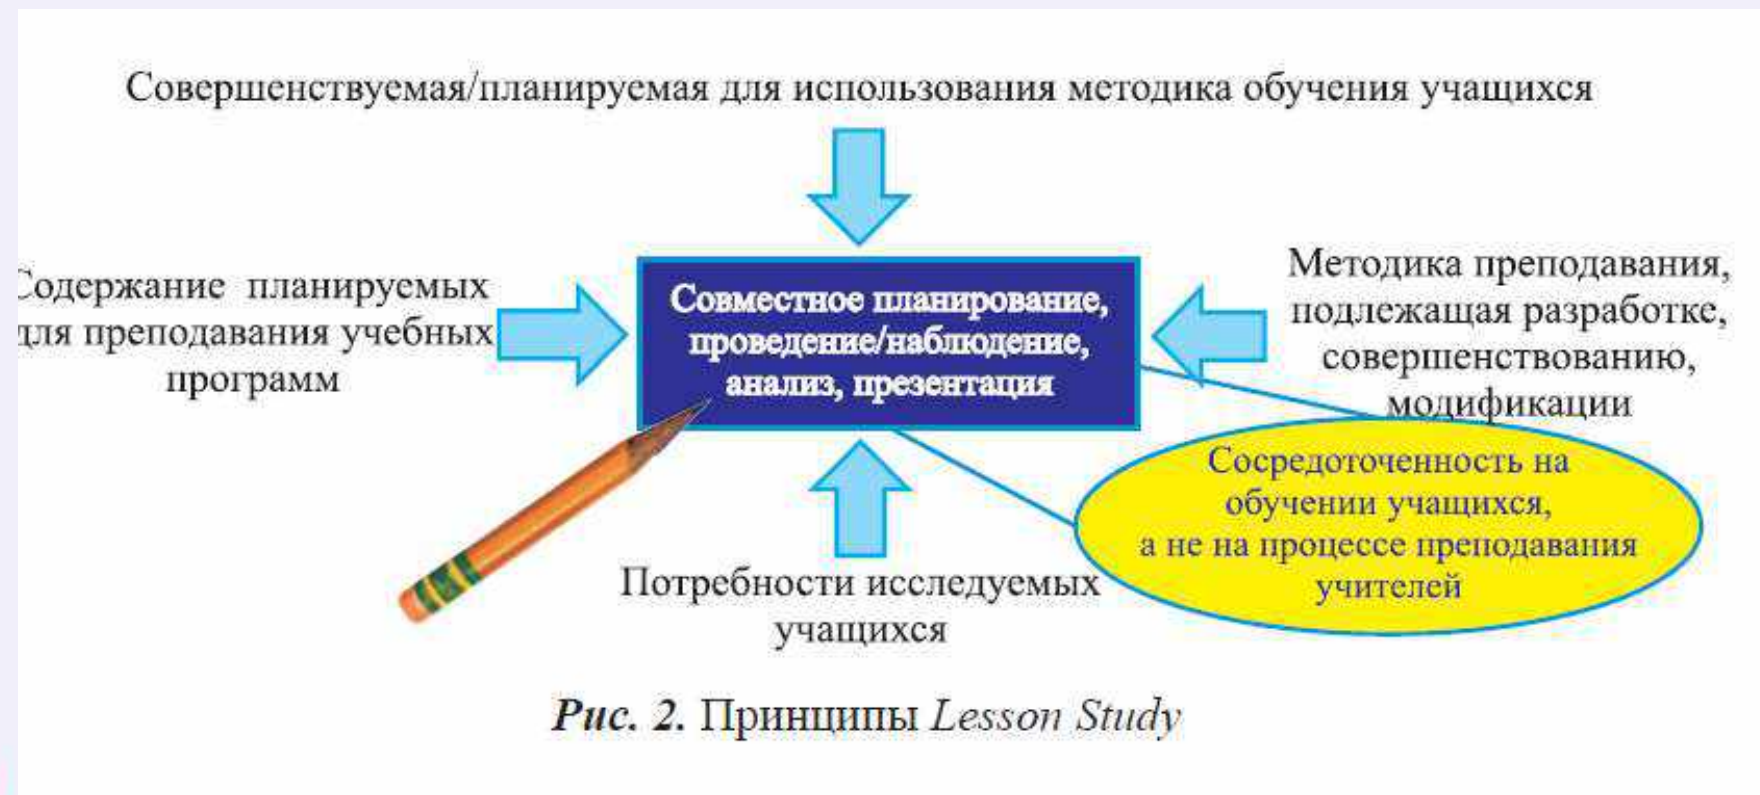 Совершенствуемая/планируемая для использования методика обучения учащихся
Содержание планируемых
для преподавания учебных
программ
Совместное планирование,
проведение/наблюдение,
анализ, презентация
Методика преподавания,
подлежащая разработке,
совершенствованию,
модификации
Сосредоточенность на
обучении учащихся,
а не на процессе преподавания
учителей
Потребности исследуемых
учащихся
Рис. 2. Принципы Lesson Study